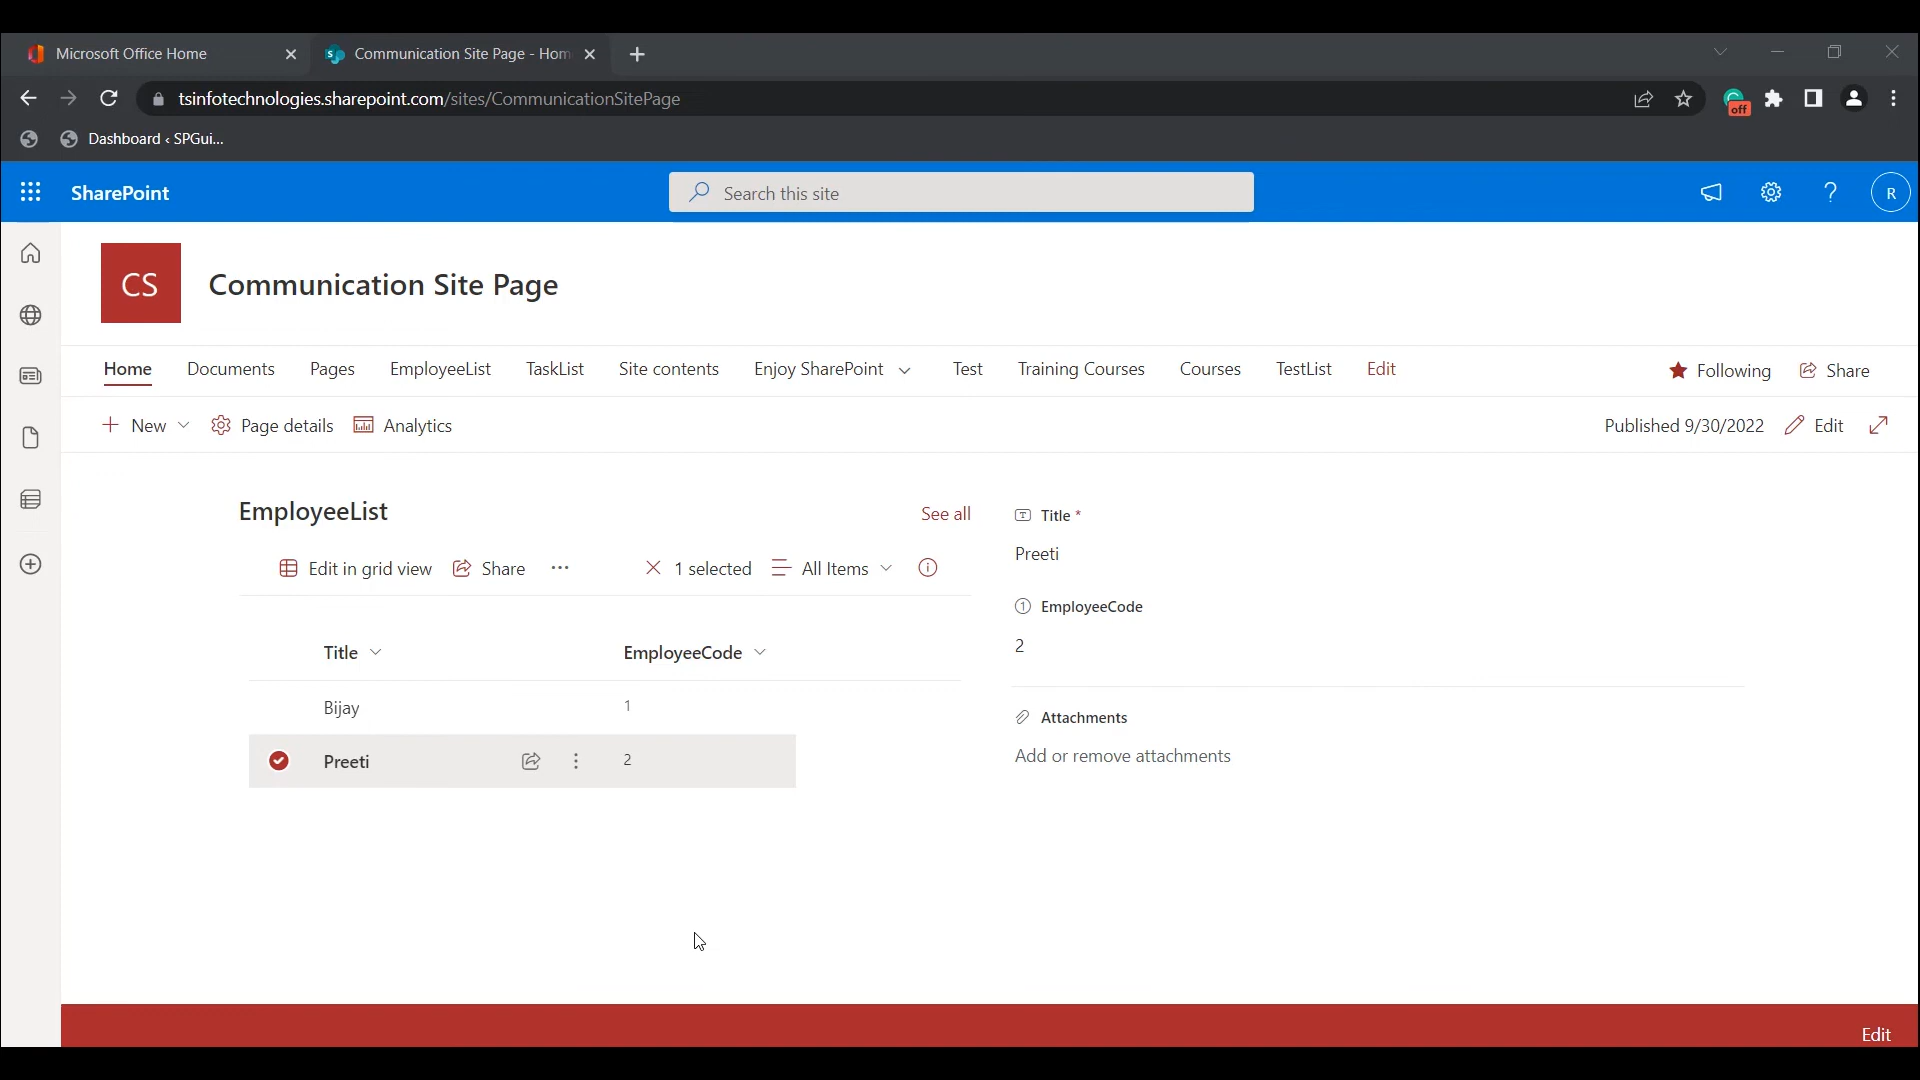 Microsoft Office Home
Communication Site Page - Hom
tsinfotechnologies.sharepoint.com/sites/CommunicationSitePage
off
Dashboard ‹ SPGui...
SharePoint
Search this site
?
R
CS
Communication Site Page
Home Documents Pages EmployeeList TaskList Site contents Enjoy SharePoint Test Training Courses Courses TestList Edit
Following Share
New Page details Analytics
Published 9/30/2022 Edit
EmployeeList See all
Edit in grid view Share ... 1 selected All Items
Title EmployeeCode
Bijay 1
Preeti 2
Title *
Preeti
EmployeeCode
2
Attachments
Add or remove attachments
Edit